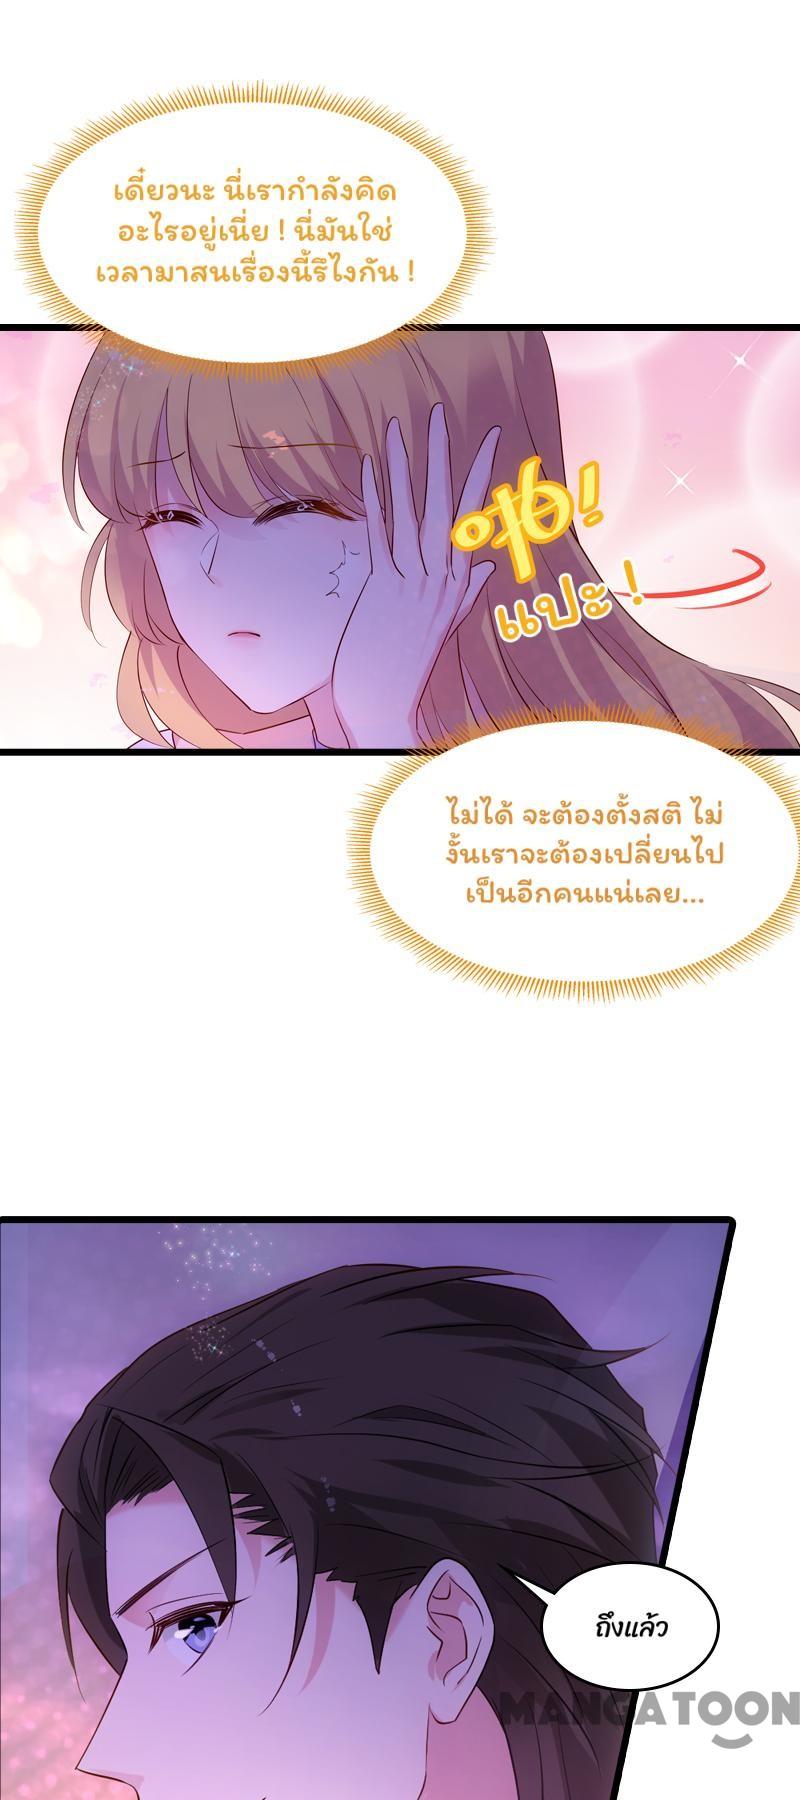 เดี๋ยวนะ นี่เรากำลังคิด
อะไรอยู่เนี่ย ! นี่มันใช่
เวลามาสนเรื่องนี้รึไงกัน !
แปะ !
ไม่ได้ จะต้องตั้งสติ ไม่
งั้นเราจะต้องเปลี่ยนไป
เป็นอีกคนแน่เลย...
ถึงแล้ว
MANGATOON